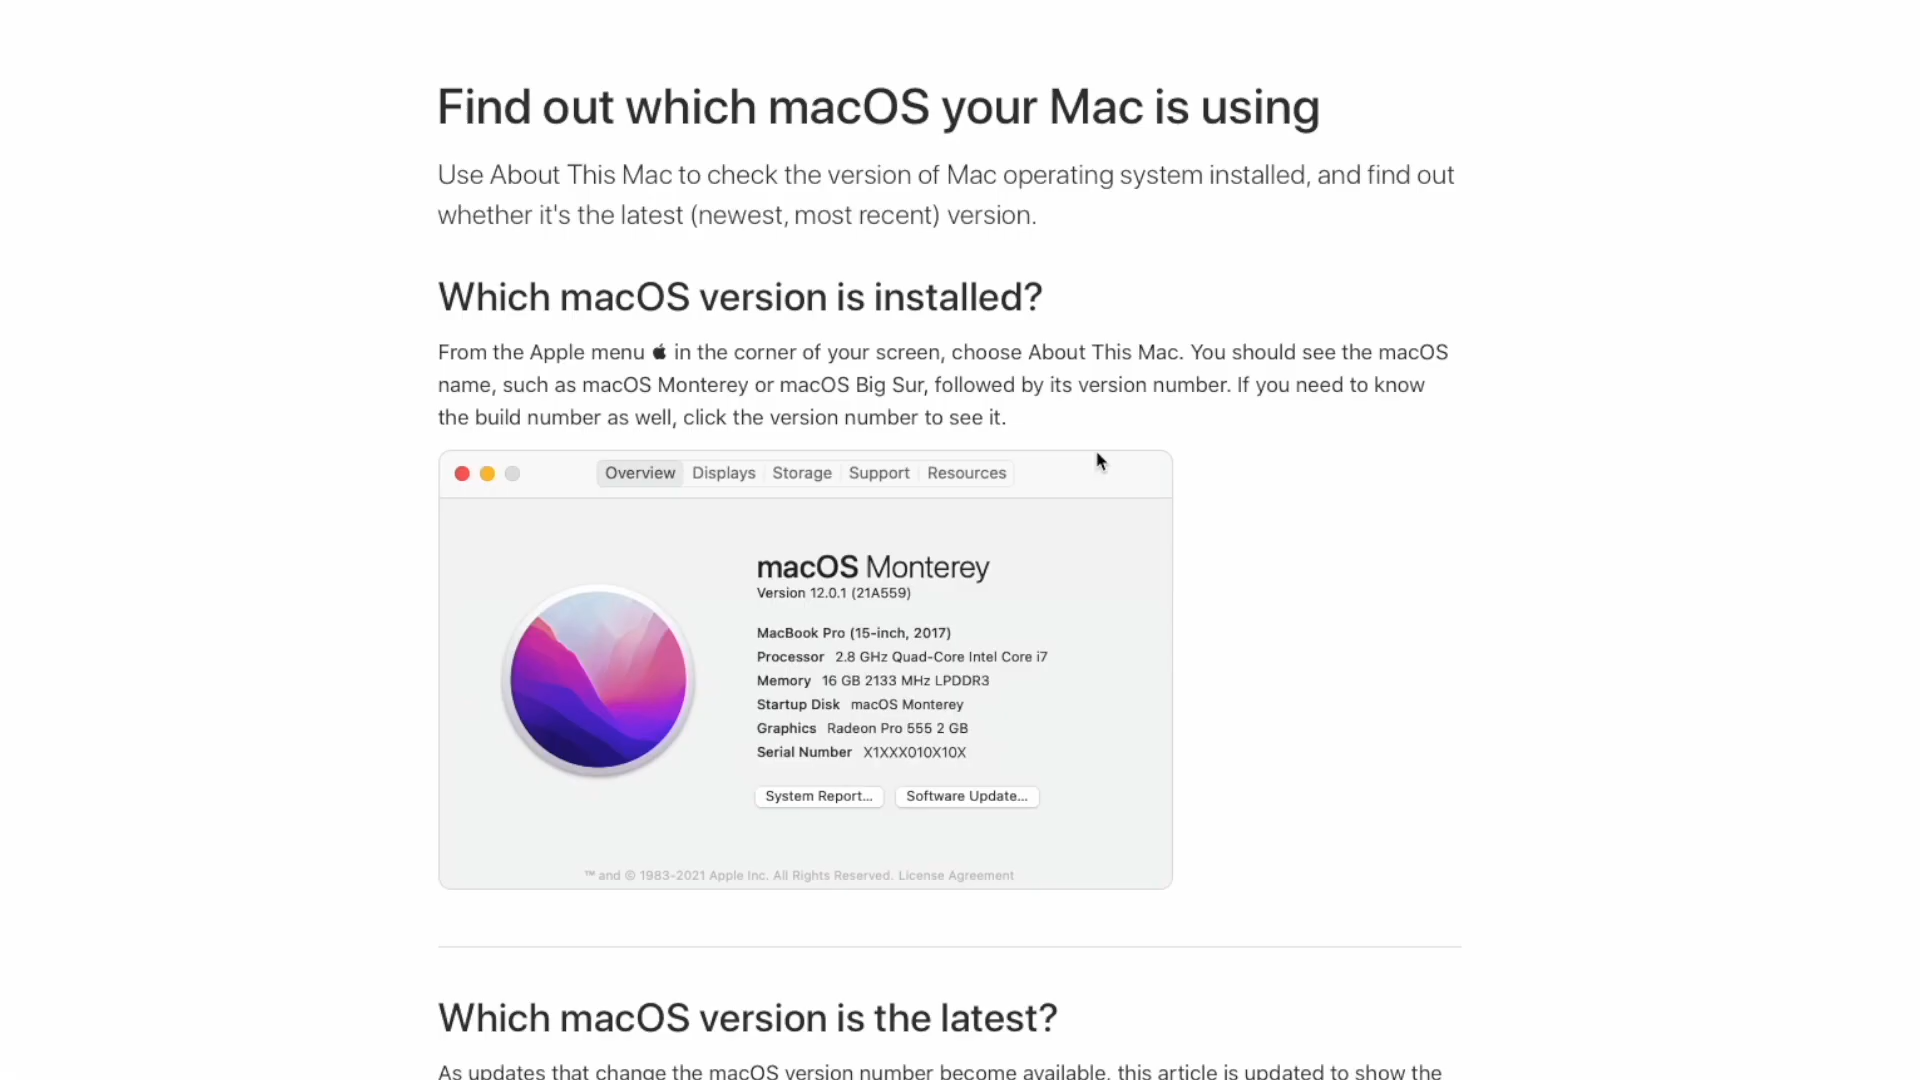 Find out which macOS your Mac is using
Use About This Mac to check the version of Mac operating system installed, and find out
whether it's the latest (newest, most recent) version.
Which macOS version is installed?
From the Apple menu  in the corner of your screen, choose About This Mac. You should see the macOS
name, such as macOS Monterey or macOS Big Sur, followed by its version number. If you need to know
the build number as well, click the version number to see it.
Overview Displays Storage Support Resources
macOS Monterey
Version 12.0.1 (21A559)
MacBook Pro (15-inch, 2017)
Processor 2.8 GHz Quad-Core Intel Core i7
Memory 16 GB 2133 MHz LPDDR3
Startup Disk macOS Monterey
Graphics Radeon Pro 555 2 GB
Serial Number X1XXX010X10X
System Report... Software Update...
™ and © 1983-2021 Apple Inc. All Rights Reserved. License Agreement
Which macOS version is the latest?
As updates that change the macOS version number become available, this article is updated to show the